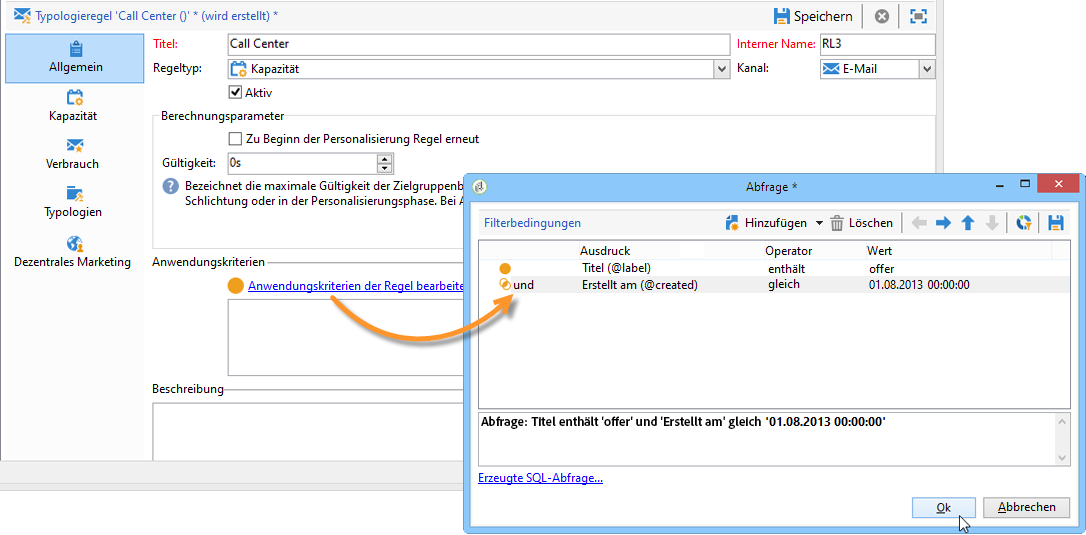 Typologieregel 'Call Center ()' * (wird erstellt) *
Speichern
Allgemein
Kapazität
Verbrauch
Typologien
Dezentrales Marketing
Titel: Call Center Interner Name: RL3
Regeltyp: Kapazität Kanal: E-Mail
Aktiv
Berechnungsparameter
Zu Beginn der Personalisierung Regel erneut
Gültigkeit: 0s
Bezeichnet die maximale Gültigkeit der Zielgruppenb
Schlichtung oder in der Personalisierungsphase. Bei A
Anwendungskriterien
Anwendungskriterien der Regel bearbeite
Beschreibung
Abfrage *
Filterbedingungen Hinzufügen Löschen
Ausdruck Operator Wert
Titel (@label) enthält offer
und Erstellt am (@created) gleich 01.08.2013 00:00:00
Abfrage: Titel enthält 'offer' und 'Erstellt am' gleich '01.08.2013 00:00:00'
Erzeugte SQL-Abfrage...
Ok Abbrechen